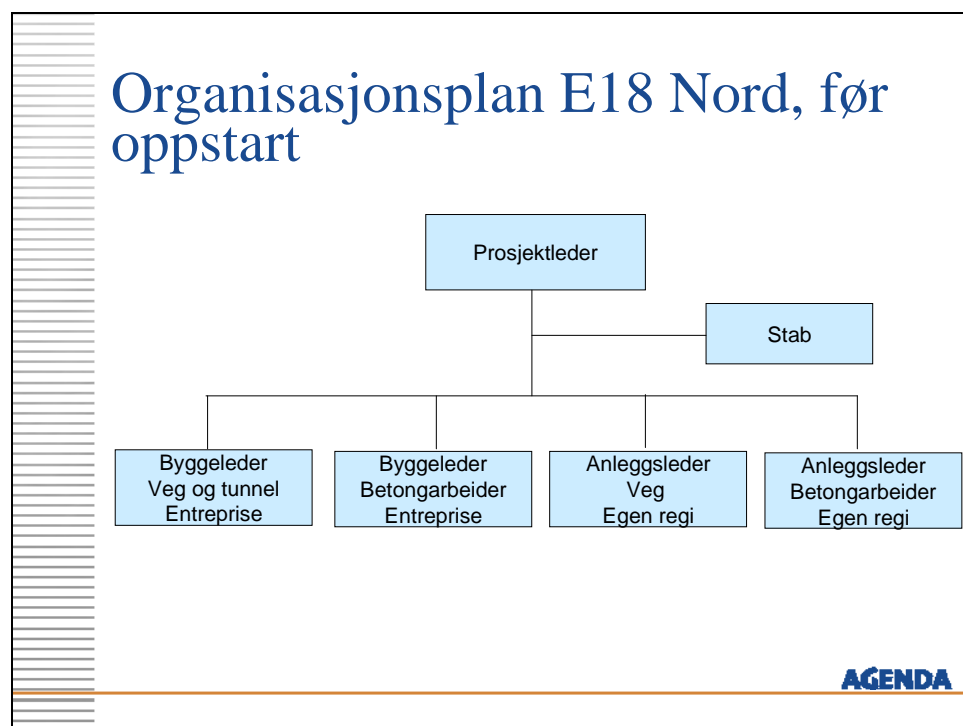 Organisasjonsplan E18 Nord, før
oppstart
Prosjektleder
Stab
Byggeleder
Veg og tunnel
Entreprise
Byggeleder
Betongarbeider
Entreprise
Anleggsleder
Veg
Egen regi
Anleggsleder
Betongarbeider
Egen regi
AGENDA